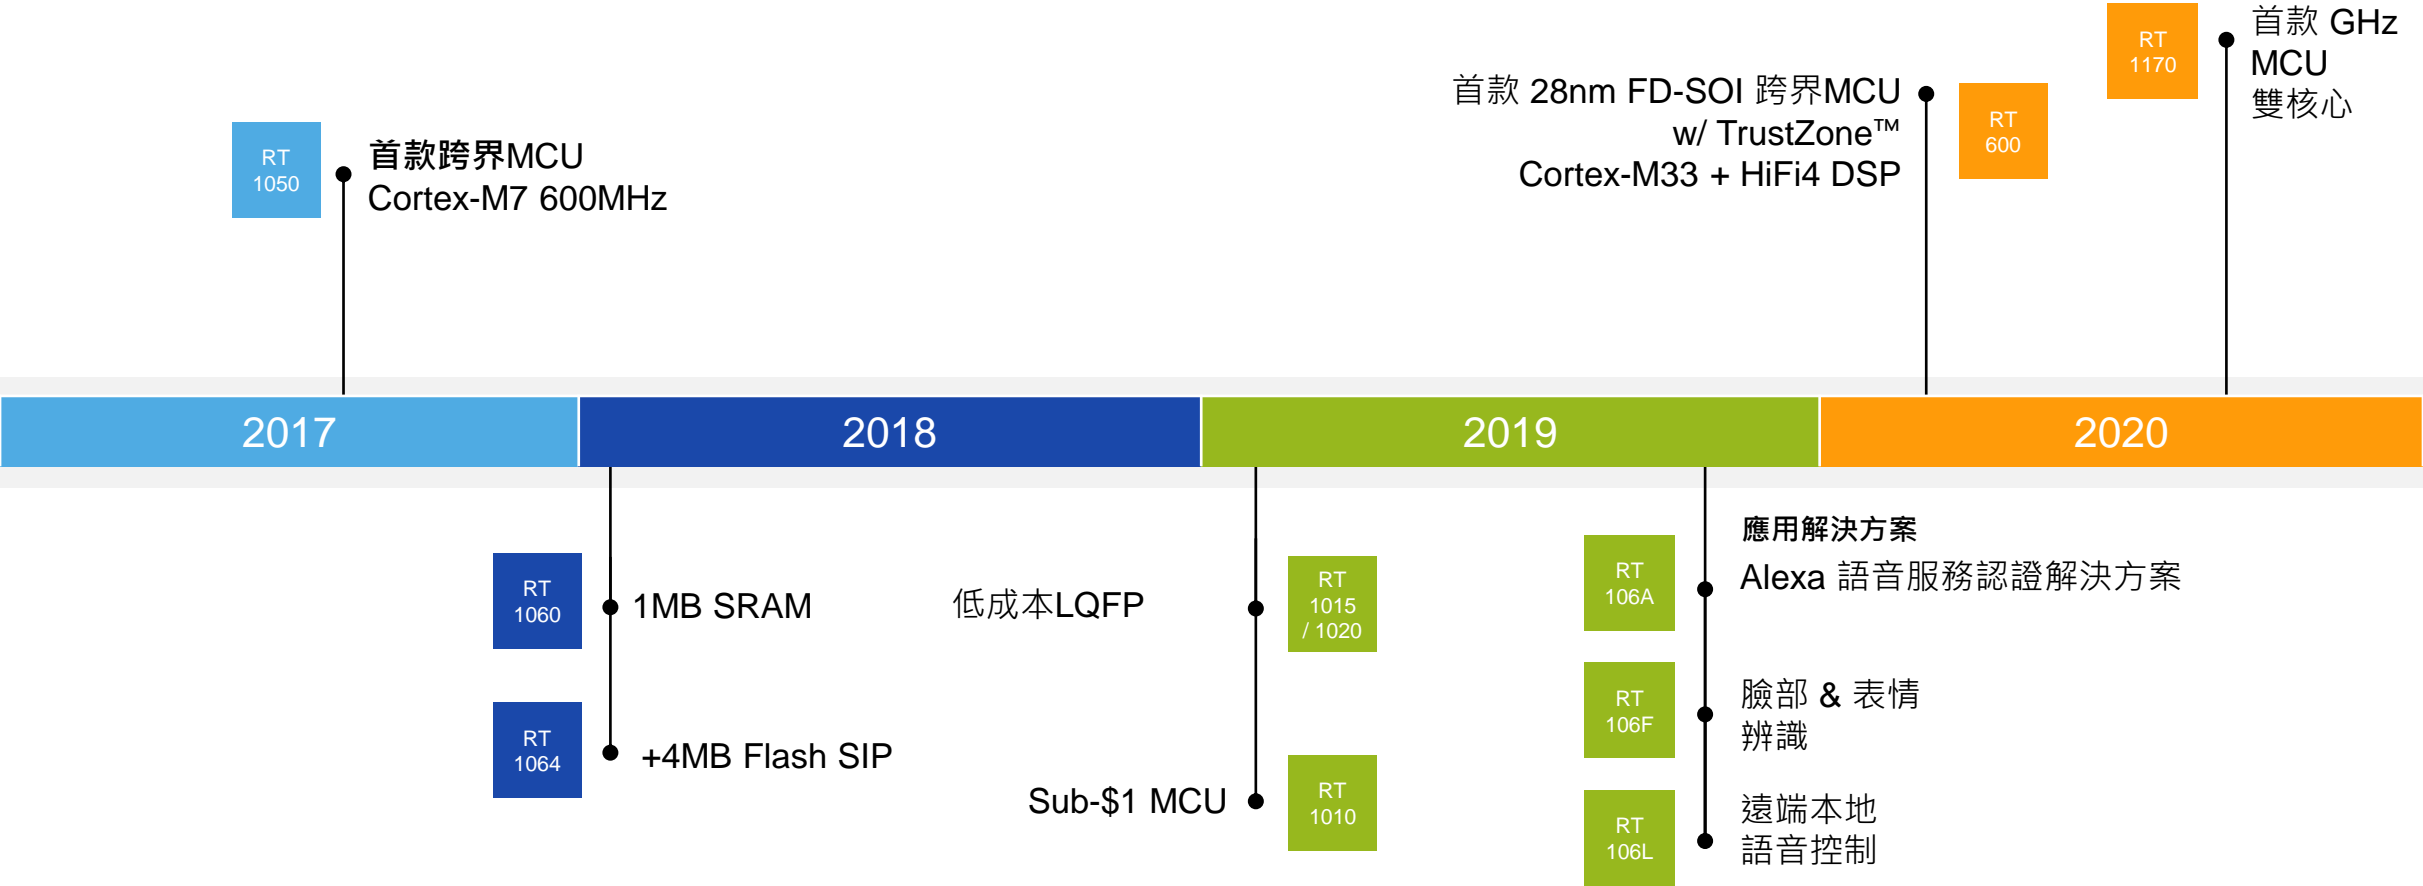 RT
1050
首款跨界MCU
Cortex-M7 600MHz
首款 28nm FD-SOI 跨界MCU
w/ TrustZone™
Cortex-M33 + HiFi4 DSP
RT
600
RT
1170
首款 GHz
MCU
雙核心
2017
2018
2019
2020
RT
1060
1MB SRAM
RT
1064
+4MB Flash SIP
低成本LQFP
RT
1015
/ 1020
Sub-$1 MCU
RT
1010
應用解決方案
RT
106A
Alexa 語音服務認證解決方案
RT
106F
臉部 & 表情
辨識
RT
106L
遠端本地
語音控制